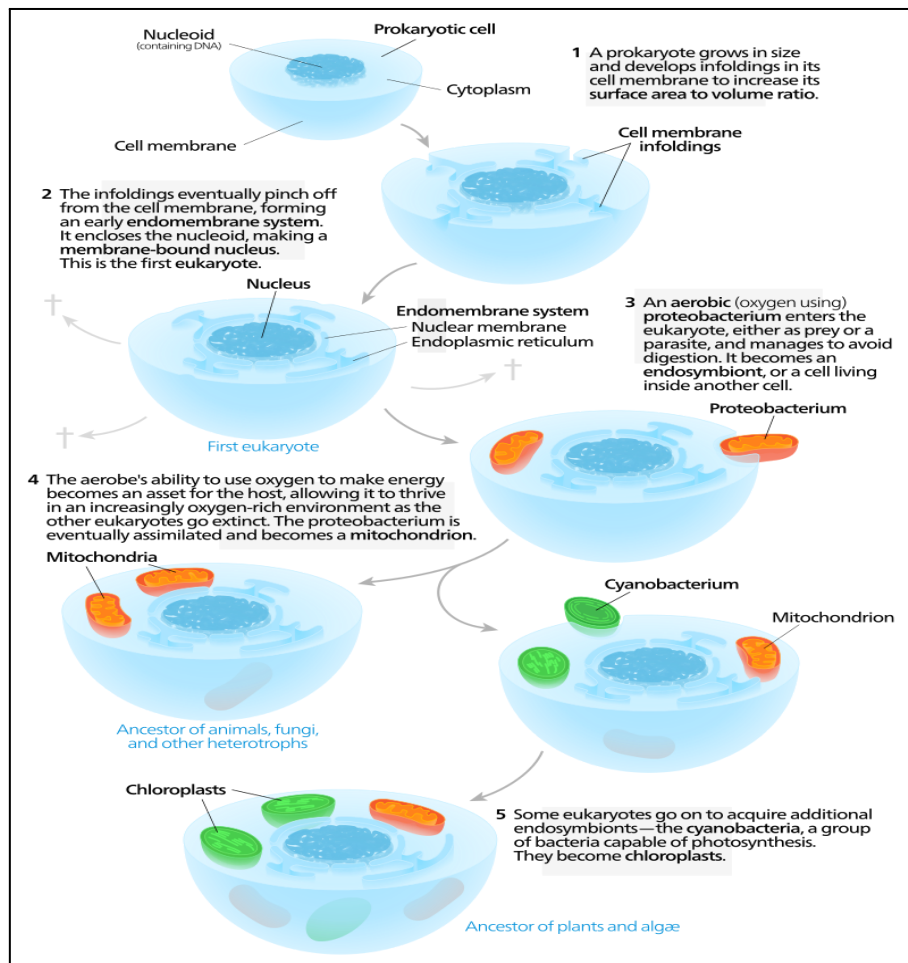 Nucleoid
(containing DNA)
Prokaryotic cell
Cytoplasm
Cell membrane
1 A prokaryote grows in size
and develops infoldings in its
cell membrane to increase its
surface area to volume ratio.
Cell membrane
infoldings
2 The infoldings eventually pinch off
from the cell membrane, forming
an early endomembrane system.
It encloses the nucleoid, making a
membrane-bound nucleus.
This is the first eukaryote.
Nucleus
Endomembrane system
Nuclear membrane
Endoplasmic reticulum
First eukaryote
3 An aerobic (oxygen using)
proteobacterium enters the
eukaryote, either as prey or a
parasite, and manages to avoid
digestion. It becomes an
endosymbiont, or a cell living
inside another cell.
Proteobacterium
4 The aerobe's ability to use oxygen to make energy
becomes an asset for the host, allowing it to thrive
in an increasingly oxygen-rich environment as the
other eukaryotes go extinct. The proteobacterium is
eventually assimilated and becomes a mitochondrion.
Mitochondria
Ancestor of animals, fungi,
and other heterotrophs
Cyanobacterium
Mitochondrion
Chloroplasts
5 Some eukaryotes go on to acquire additional
endosymbionts—the cyanobacteria, a group
of bacteria capable of photosynthesis.
They become chloroplasts.
Ancestor of plants and algæ